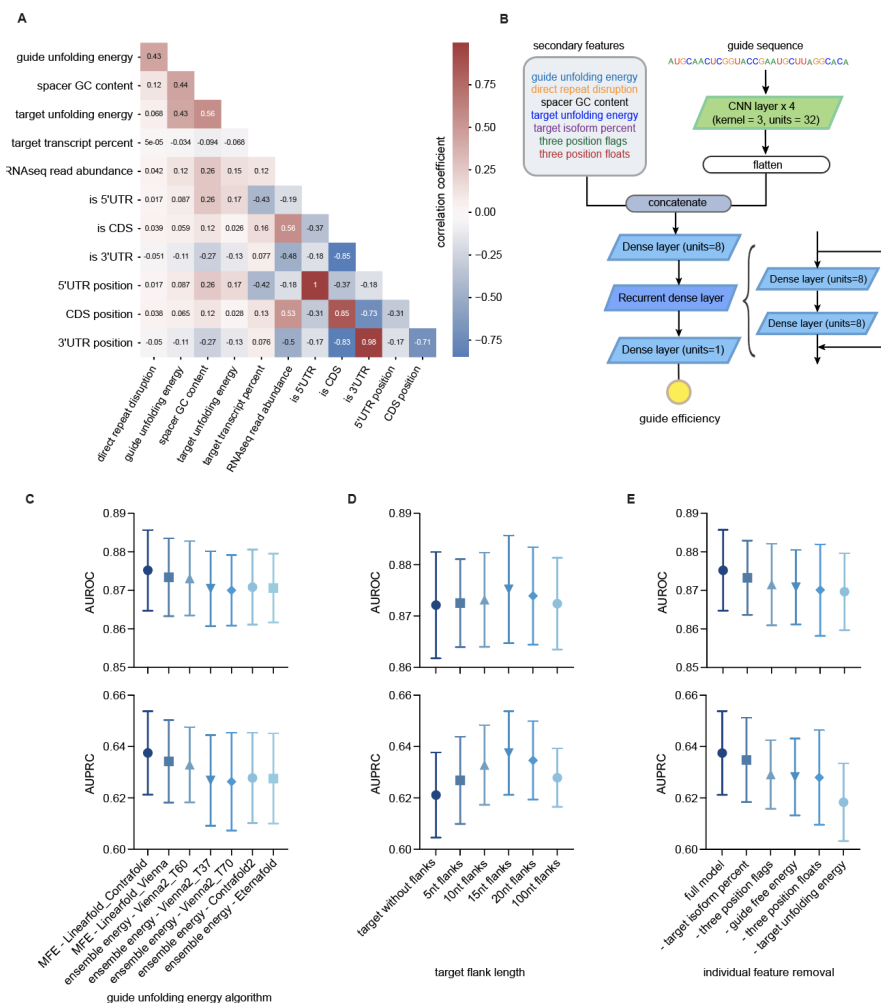 A
guide unfolding energy
0.43
spacer GC content
0.12 0.44
target unfolding energy
0.068 0.43 0.56
target transcript percent
5e-05 -0.034 -0.094 -0.068
RNAseq read abundance
0.042 0.12 0.26 0.15 0.12
is 5'UTR
0.017 0.087 0.26 0.17 -0.43 -0.19
is CDS
0.039 0.059 0.12 0.026 0.16 0.56 -0.37
is 3'UTR
-0.051 -0.11 -0.27 -0.13 0.077 -0.48 -0.18 -0.85
5'UTR position
0.017 0.087 0.26 0.17 -0.42 -0.18 1 -0.37 -0.18
CDS position
0.038 0.065 0.12 0.028 0.13 0.53 -0.31 0.85 -0.73 -0.31
3'UTR position
-0.05 -0.11 -0.27 -0.13 0.076 -0.5 -0.17 -0.83 0.98 -0.17 -0.71
direct repeat disruption
guide unfolding energy
spacer GC content
target unfolding energy
target transcript percent
RNAseq read abundance
is 5'UTR
is CDS
is 3'UTR
5'UTR position
CDS position
0.75
0.50
0.25
0.00
−0.25
−0.50
−0.75
correlation coefficient
B
secondary features
guide unfolding energy
direct repeat disruption
spacer GC content
target unfolding energy
target isoform percent
three position flags
three position floats
guide sequence
AUGCAACUCGGUACCGAAUGCUUAGGCACA
CNN layer x 4
(kernel = 3, units = 32)
flatten
concatenate
Dense layer (units=8)
Recurrent dense layer
Dense layer (units=1)
guide efficiency
Dense layer (units=8)
Dense layer (units=8)
C
0.89
0.88
0.87
0.86
0.85
AUROC
0.66
0.64
0.62
0.60
AUPRC
MFE - Linearfold_Contrafold
MFE - Linearfold_Vienna
ensemble energy - Vienna2_T60
ensemble energy - Vienna2_T37
ensemble energy - Vienna2_T70
ensemble energy - Contrafold2
ensemble energy - Eternafold
guide unfolding energy algorithm
D
0.89
0.88
0.87
0.86
AUROC
0.66
0.64
0.62
0.60
AUPRC
target without flanks
5nt flanks
10nt flanks
15nt flanks
20nt flanks
100nt flanks
target flank length
E
0.89
0.88
0.87
0.86
0.85
AUROC
0.66
0.64
0.62
0.60
AUPRC
full model
- target isoform percent
- three position flags
- guide free energy
- three position floats
- target unfolding energy
individual feature removal